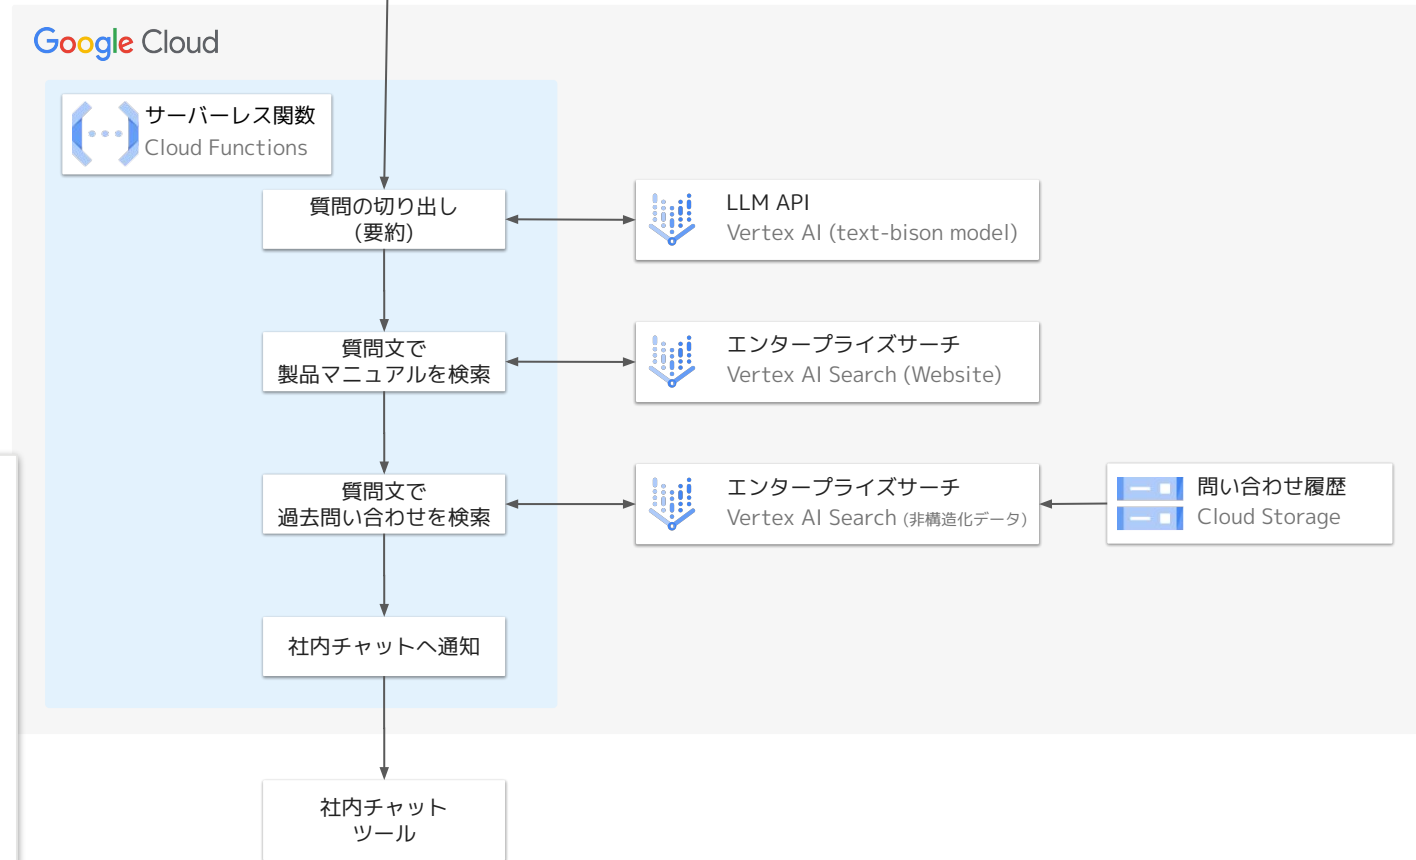 Google Cloud
サーバーレス関数
Cloud Functions
質問の切り出し
(要約)
LLM API
Vertex AI (text-bison model)
質問文で
製品マニュアルを検索
エンタープライズサーチ
Vertex AI Search (Website)
質問文で
過去問い合わせを検索
エンタープライズサーチ
Vertex AI Search (非構造化データ)
問い合わせ履歴
Cloud Storage
社内チャットへ通知
社内チャット
ツール